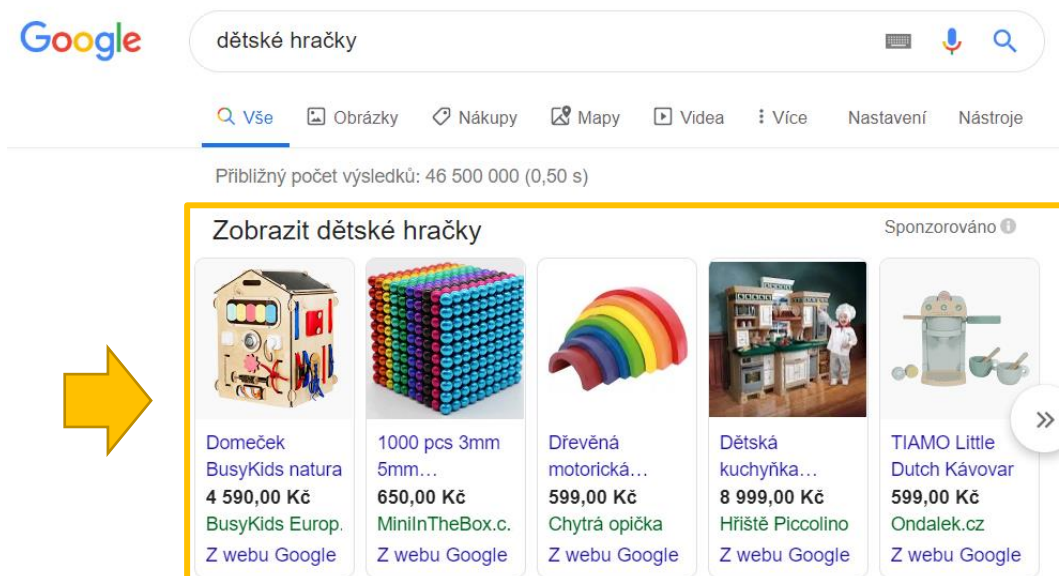 Google
dětské hračky
Vše Obrázky Nákupy Mapy Videa Více Nastavení Nástroje
Přibližný počet výsledků: 46 500 000 (0,50 s)
Zobrazit dětské hračky
Sponzorováno
Domeček
BusyKids natura
4 590,00 Kč
BusyKids Europ.
Z webu Google
1000 pcs 3mm
5mm…
650,00 Kč
MiniInTheBox.c.
Z webu Google
Dřevěná
motorická…
599,00 Kč
Chytrá opička
Z webu Google
Dětská
kuchyňka…
8 999,00 Kč
Hřiště Piccolino
Z webu Google
TIAMO Little
Dutch Kávovar
599,00 Kč
Ondalek.cz
Z webu Google